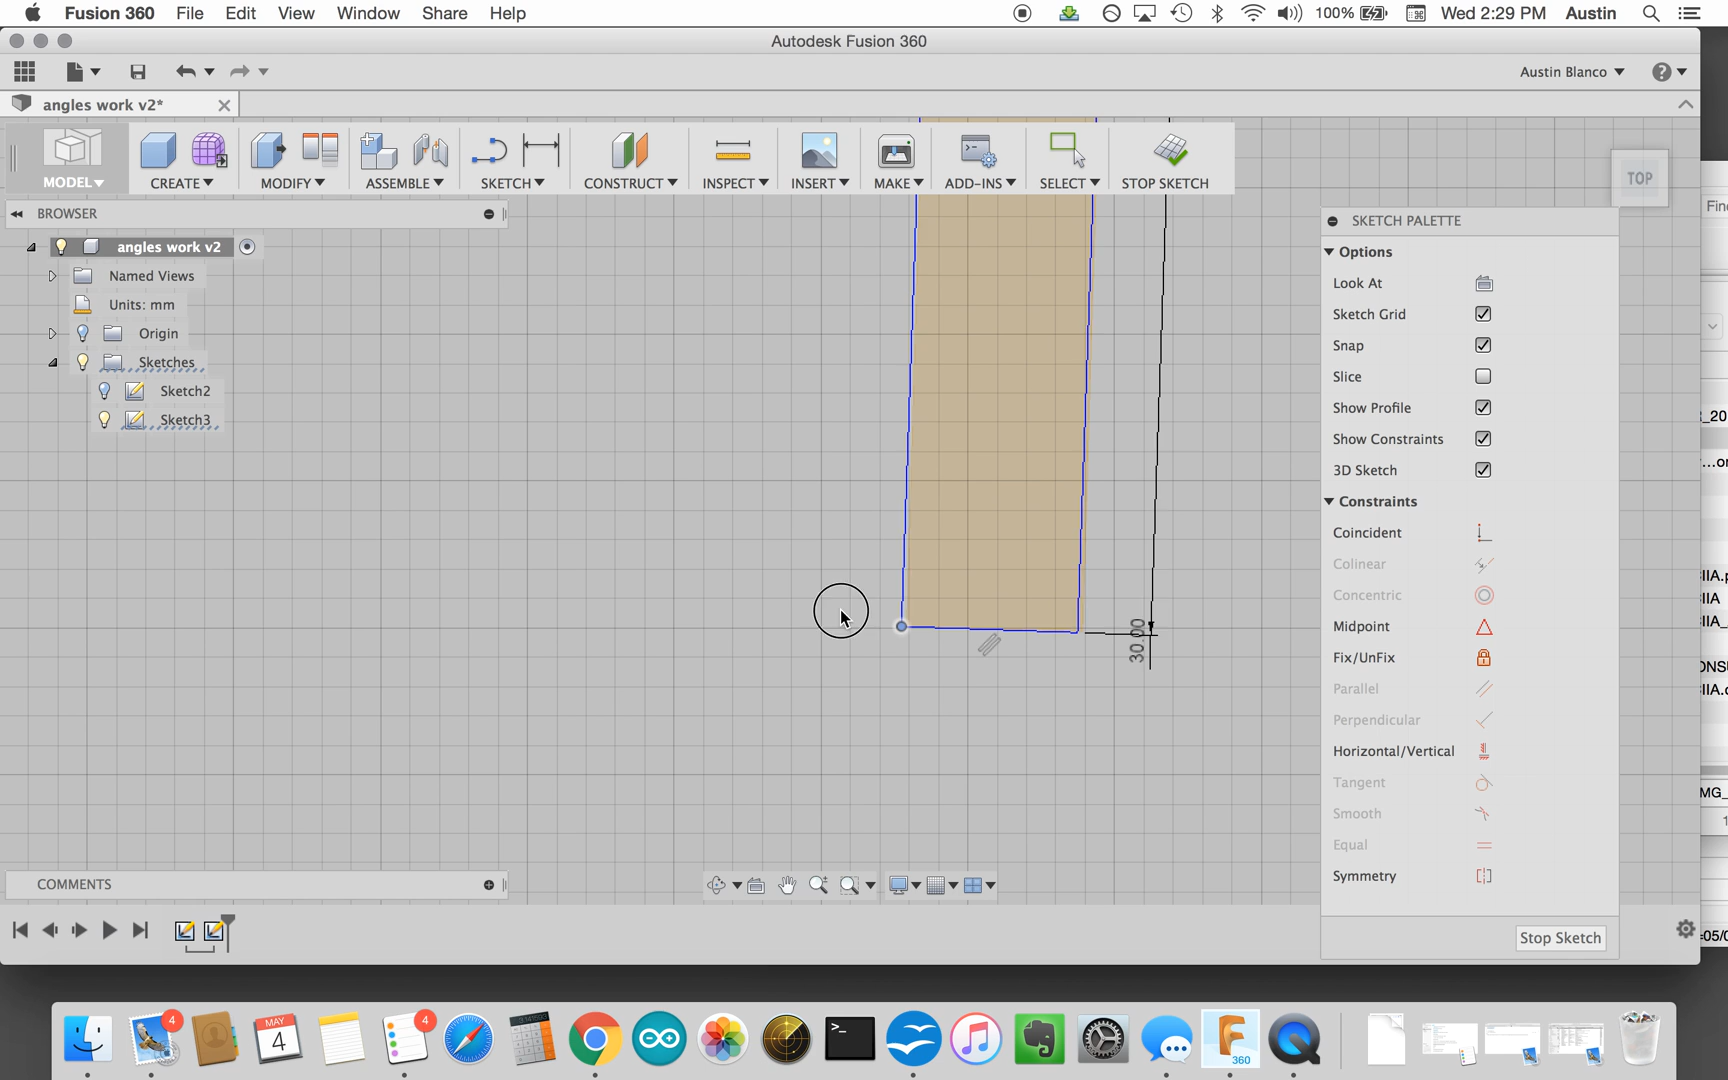 Fusion 360 File Edit View Window Share Help 100% Wed 2:29 PM Austin
Autodesk Fusion 360
Austin Blanco
angles work v2*
MODEL CREATE MODIFY ASSEMBLE SKETCH CONSTRUCT INSPECT INSERT MAKE ADD-INS SELECT STOP SKETCH
TOP
BROWSER
angles work v2
Named Views
Units: mm
Origin
Sketches
Sketch2
Sketch3
30.00
SKETCH PALETTE
Options
Look At
Sketch Grid
Snap
Slice
Show Profile
Show Constraints
3D Sketch
Constraints
Coincident
Colinear
Concentric
Midpoint
Fix/UnFix
Parallel
Perpendicular
Horizontal/Vertical
Tangent
Smooth
Equal
Symmetry
Stop Sketch
COMMENTS
4
MAY
4
4
360